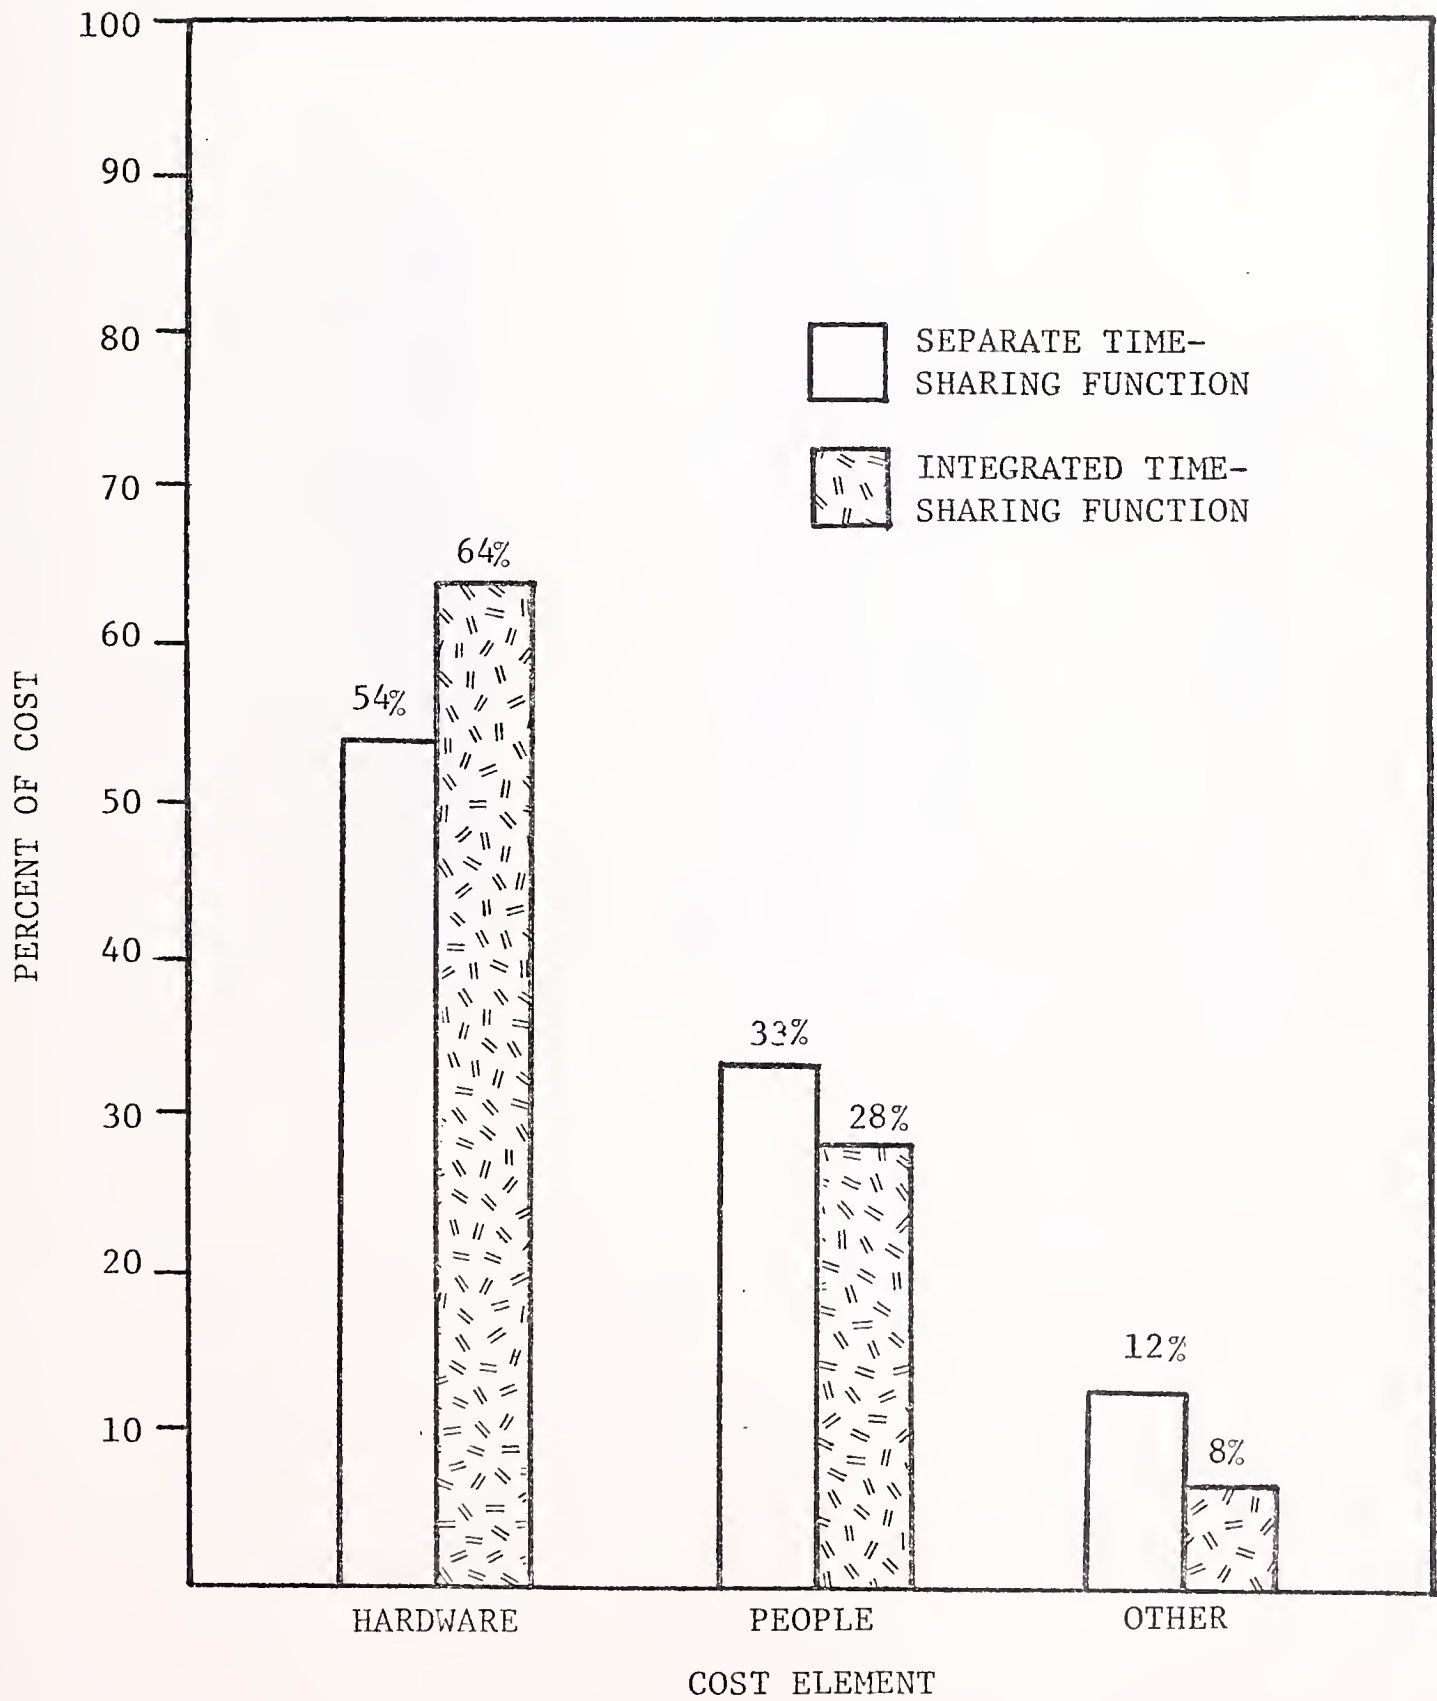 100
90
80
70
60
50
40
30
20
10
PERCENT OF COST
SEPARATE TIME-
SHARING FUNCTION
INTEGRATED TIME-
SHARING FUNCTION
64%
54%
33%
28%
12%
8%
HARDWARE PEOPLE OTHER
COST ELEMENT